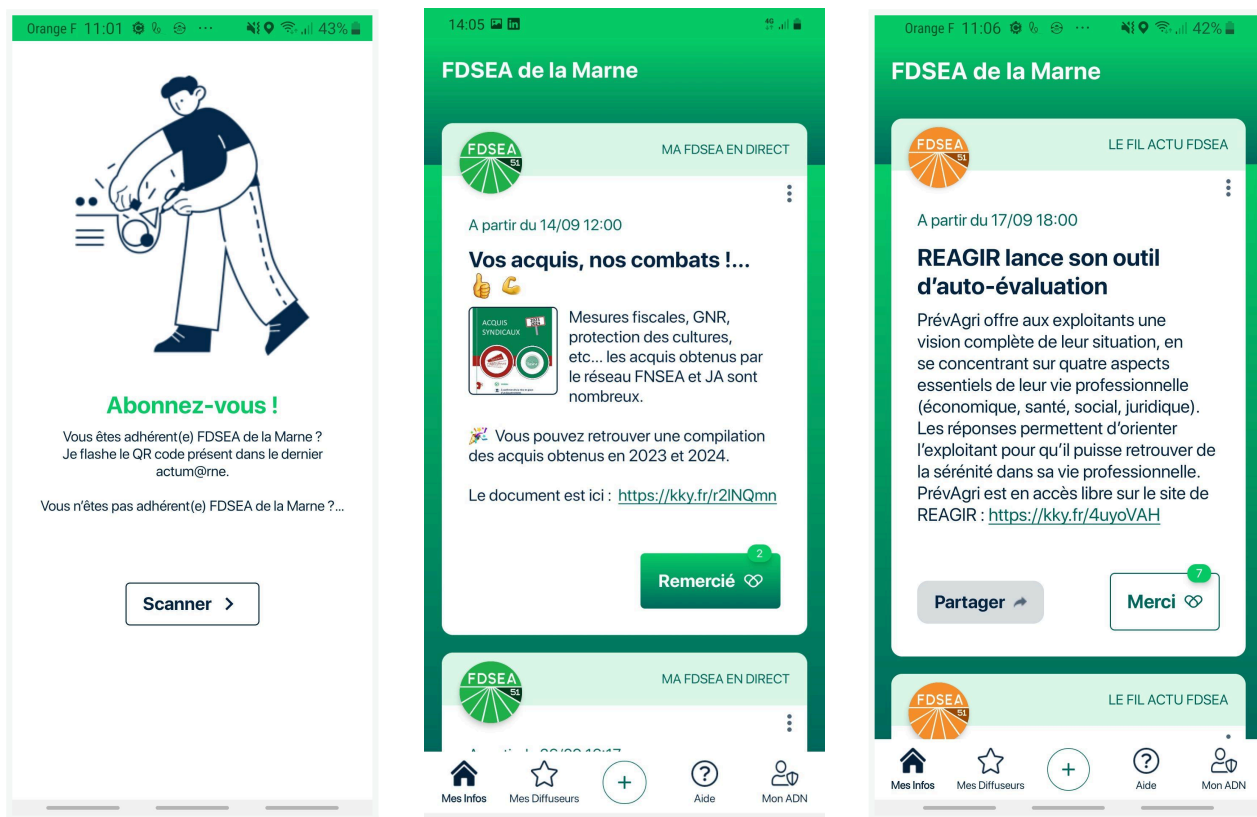 Orange F 11:01 ... 43%
Abonnez-vous !
Vous êtes adhérent(e) FDSEA de la Marne ?
Je flashe le QR code présent dans le dernier
actum@rne.
Vous n'êtes pas adhérent(e) FDSEA de la Marne ?...
Scanner >
14:05
4G
FDSEA de la Marne
FDSEA
51
MA FDSEA EN DIRECT
A partir du 14/09 12:00
Vos acquis, nos combats !...
👍 💪
ACQUIS
SYNDICAUX
Mesures fiscales, GNR,
protection des cultures,
etc... les acquis obtenus par
le réseau FNSEA et JA sont
nombreux.
🎉 Vous pouvez retrouver une compilation
des acquis obtenus en 2023 et 2024.
Le document est ici : https://kky.fr/r2lNQmn
2
Remercié
FDSEA
51
MA FDSEA EN DIRECT
Mes Infos
Mes Diffuseurs
+
?
Aide
Mon ADN
Orange F 11:06 ... 42%
FDSEA de la Marne
FDSEA
51
LE FIL ACTU FDSEA
A partir du 17/09 18:00
REAGIR lance son outil
d'auto-évaluation
PrévAgri offre aux exploitants une
vision complète de leur situation, en
se concentrant sur quatre aspects
essentiels de leur vie professionnelle
(économique, santé, social, juridique).
Les réponses permettent d'orienter
l'exploitant pour qu'il puisse retrouver de
la sérénité dans sa vie professionnelle.
PrévAgri est en accès libre sur le site de
REAGIR : https://kky.fr/4uyoVAH
Partager
7
Merci
FDSEA
51
LE FIL ACTU FDSEA
Mes Infos
Mes Diffuseurs
+
?
Aide
Mon ADN